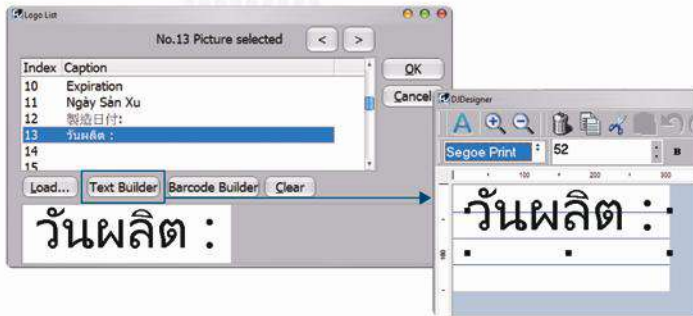 Logo List
No.13 Picture selected < >
Index Caption
OK
10 Expiration
11 Ngày Sản Xu
Cancel
12 製造日付:
13 วันผลิต :
14
15
Load... Text Builder Barcode Builder Clear
วันผลิต :
DJDesigner
A
Segoe Print 52 B
100 200 300
วันผลิต :
100